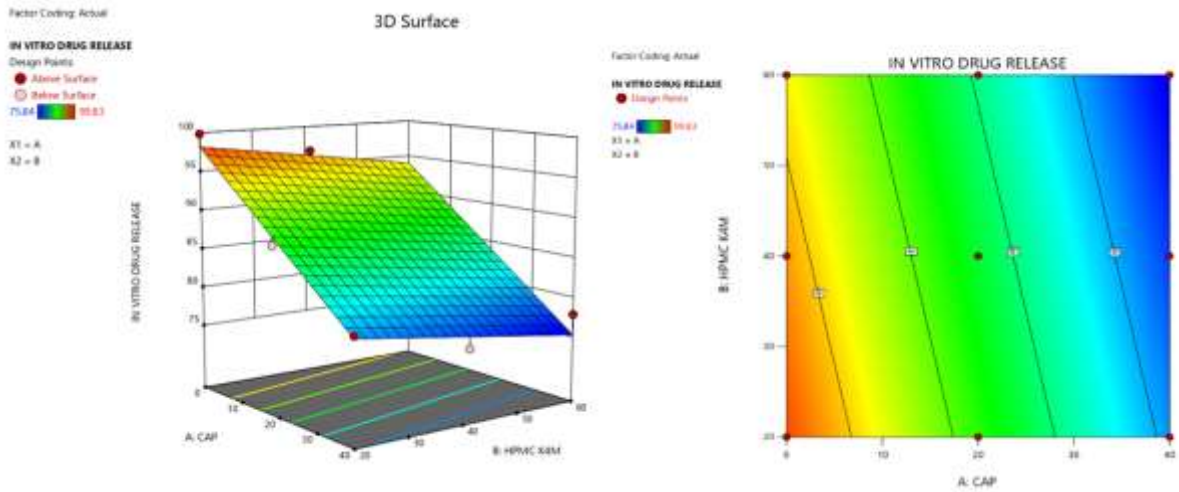 Factor Coding: Actual
3D Surface
IN VITRO DRUG RELEASE
Design Points
Above Surface
Below Surface
75.84 99.83
X1 = A
X2 = B
100
95
90
85
80
75
IN VITRO DRUG RELEASE
0
10
20
30
40
A: CAP
20
30
40
50
60
B: HPMC K4M
Factor Coding: Actual
IN VITRO DRUG RELEASE
IN VITRO DRUG RELEASE
Design Points
75.84 99.83
X1 = A
X2 = B
60
50
40
30
20
B: HPMC K4M
0
10
20
30
40
A: CAP